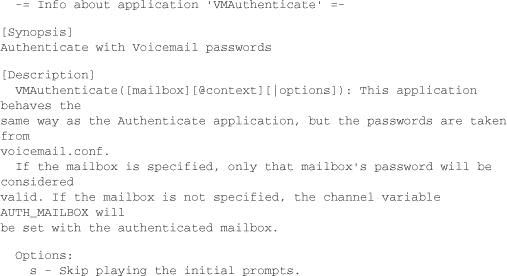 -= Info about application 'VMAuthenticate' =-
[Synopsis]
Authenticate with Voicemail passwords
[Description]
VMAuthenticate([mailbox][@context][|options]): This application
behaves the
same way as the Authenticate application, but the passwords are taken
from
voicemail.conf.
If the mailbox is specified, only that mailbox's password will be
considered
valid. If the mailbox is not specified, the channel variable
AUTH_MAILBOX will
be set with the authenticated mailbox.
Options:
s - Skip playing the initial prompts.